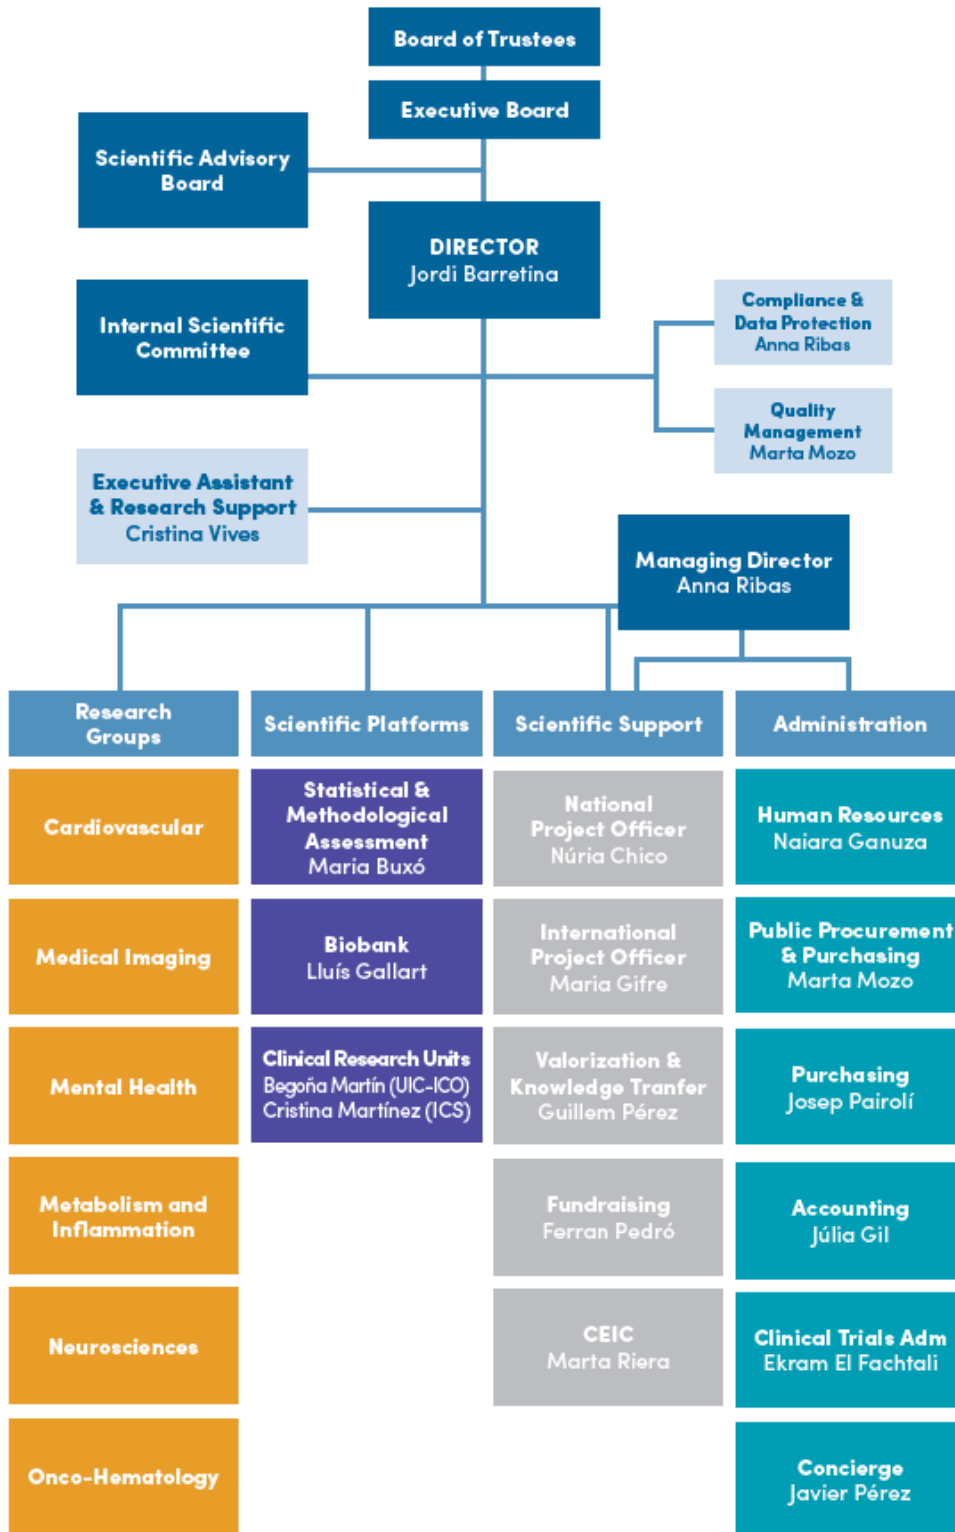 Board of Trustees
Executive Board
Scientific Advisory
Board
DIRECTOR
Jordi Barretina
Internal Scientific
Committee
Compliance &
Data Protection
Anna Ribas
Quality
Management
Marta Mozo
Executive Assistant
& Research Support
Cristina Vives
Managing Director
Anna Ribas
Research
Groups
Cardiovascular
Medical Imaging
Mental Health
Metabolism and
Inflammation
Neurosciences
Onco-Hematology
Scientific Platforms
Statistical &
Methodological
Assessment
Maria Buxó
Biobank
Lluís Gallart
Clinical Research Units
Begoña Martín (UIC-ICO)
Cristina Martínez (ICS)
Scientific Support
National
Project Officer
Núria Chico
International
Project Officer
Maria Gifre
Valorization &
Knowledge Tranfer
Guillem Pérez
Fundraising
Ferran Pedró
CEIC
Marta Riera
Administration
Human Resources
Naiara Ganuza
Public Procurement
& Purchasing
Marta Mozo
Purchasing
Josep Pairolí
Accounting
Júlia Gil
Clinical Trials Adm
Ekram El Fachtali
Concierge
Javier Pérez